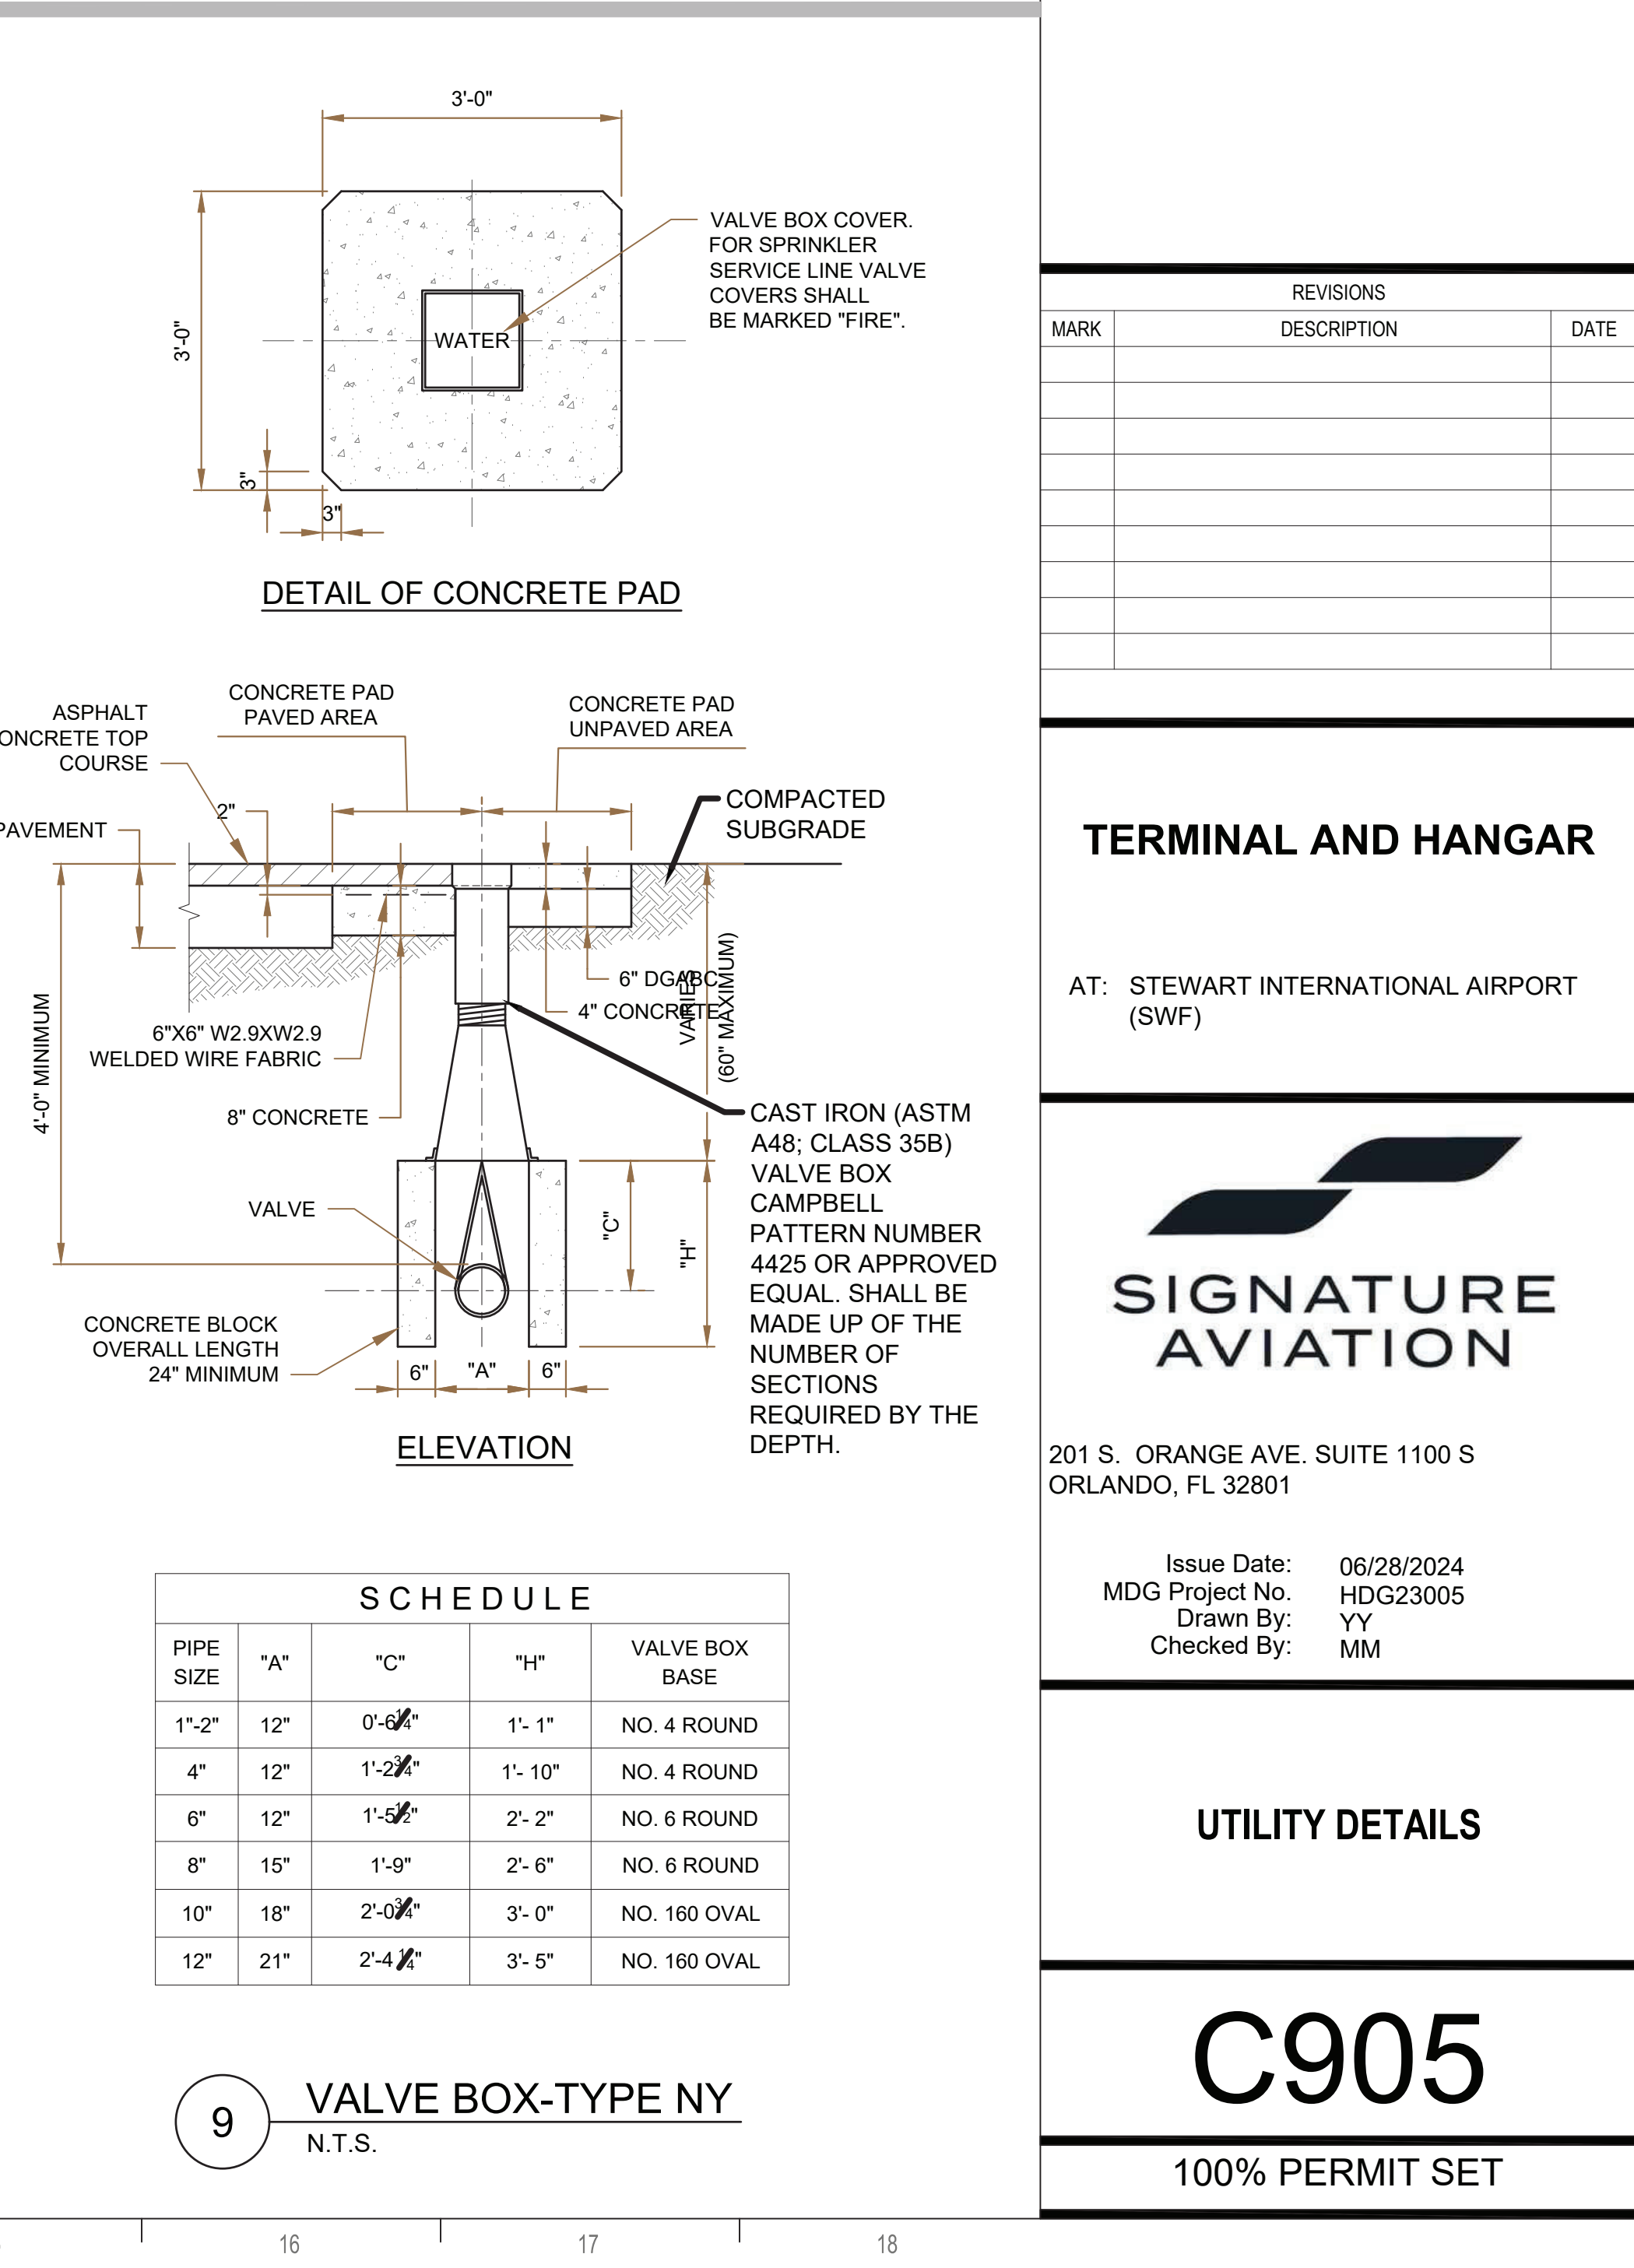 3'-0"
3'-0"
VALVE BOX COVER.
FOR SPRINKLER
SERVICE LINE VALVE
COVERS SHALL
BE MARKED "FIRE".
WATER
3"
3"
DETAIL OF CONCRETE PAD
ASPHALT
ONCRETE TOP
COURSE
CONCRETE PAD
PAVED AREA
CONCRETE PAD
UNPAVED AREA
COMPACTED
SUBGRADE
2"
PAVEMENT
4'-0" MINIMUM
6" DGABC
4" CONCRETE
VARIES
(60" MAXIMUM)
6"X6" W2.9XW2.9
WELDED WIRE FABRIC
8" CONCRETE
CAST IRON (ASTM
A48; CLASS 35B)
VALVE BOX
CAMPBELL
PATTERN NUMBER
4425 OR APPROVED
EQUAL. SHALL BE
MADE UP OF THE
NUMBER OF
SECTIONS
REQUIRED BY THE
DEPTH.
VALVE
"C"
"H"
CONCRETE BLOCK
OVERALL LENGTH
24" MINIMUM
6" "A" 6"
ELEVATION
SCHEDULE
PIPE SIZE "A" "C" "H" VALVE BOX BASE
1"-2" 12" 0'-6 1/4" 1'- 1" NO. 4 ROUND
4" 12" 1'-2 3/4" 1'- 10" NO. 4 ROUND
6" 12" 1'-5 1/2" 2'- 2" NO. 6 ROUND
8" 15" 1'-9" 2'- 6" NO. 6 ROUND
10" 18" 2'-0 3/4" 3'- 0" NO. 160 OVAL
12" 21" 2'-4 1/4" 3'- 5" NO. 160 OVAL
9 VALVE BOX-TYPE NY
N.T.S.
16 17 18
REVISIONS
MARK DESCRIPTION DATE
TERMINAL AND HANGAR
AT: STEWART INTERNATIONAL AIRPORT
(SWF)
SIGNATURE
AVIATION
201 S. ORANGE AVE. SUITE 1100 S
ORLANDO, FL 32801
Issue Date: 06/28/2024
MDG Project No. HDG23005
Drawn By: YY
Checked By: MM
UTILITY DETAILS
C905
100% PERMIT SET